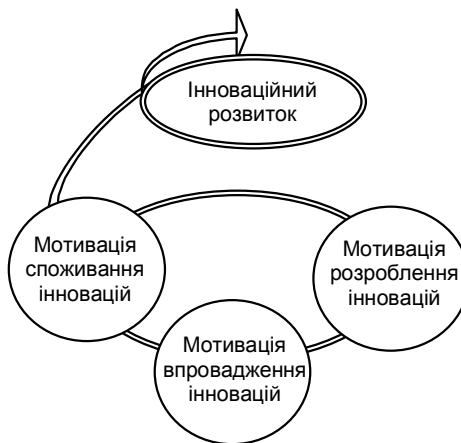 Інноваційний
розвиток
Мотивація
споживання
інновацій
Мотивація
розроблення
інновацій
Мотивація
впровадження
інновацій